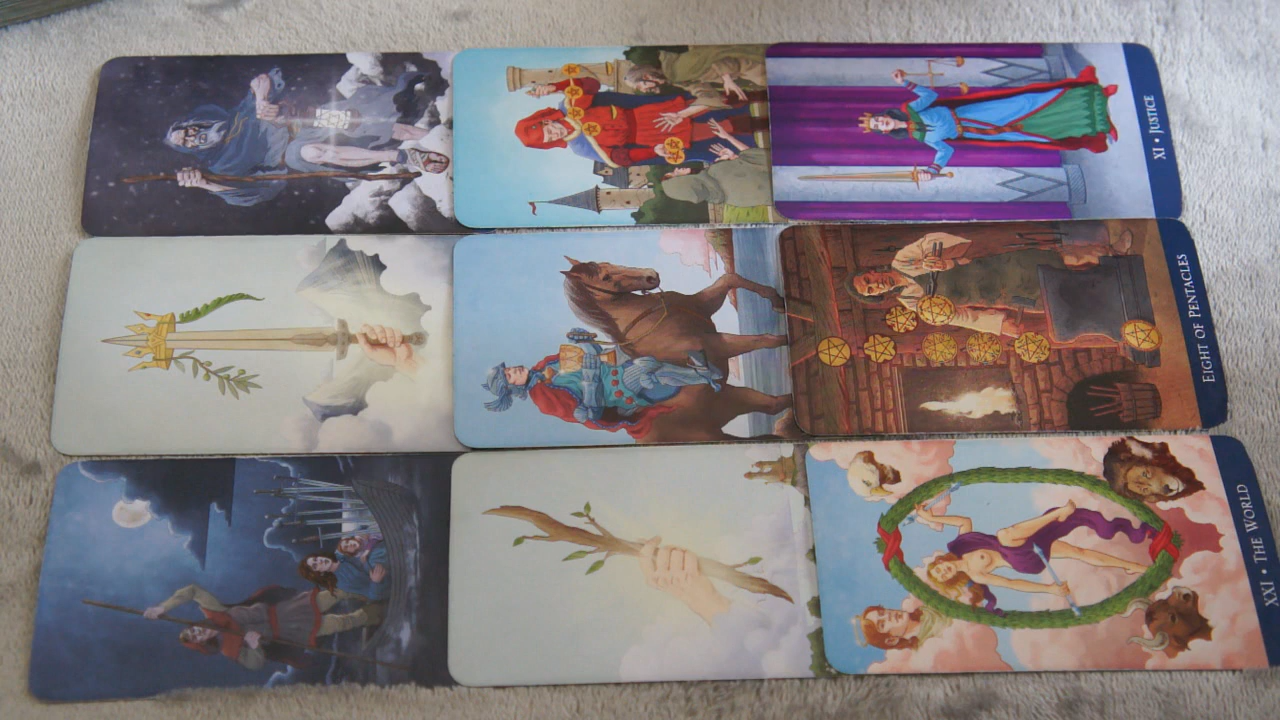 XI • JUSTICE
EIGHT OF PENTACLES
XXI • THE WORLD